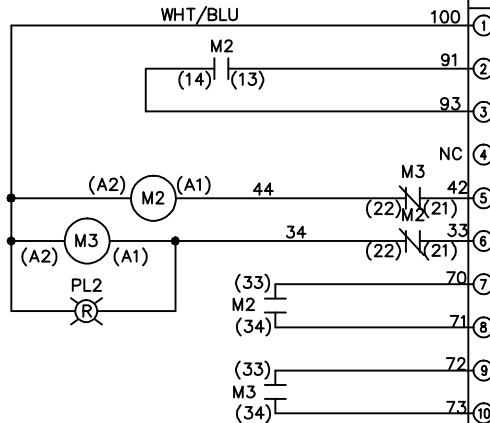 WHT/BLU 100 1
M2
(14) (13) 91 2
93 3
NC 4
(A2) M2 (A1) 44 M3 (22) (21) 42 5
(A2) M3 (A1) 34 M2 (22) (21) 33 6
PL2
R
(33) 70 7
M2
(34) 71 8
(33) 72 9
M3
(34) 73 10